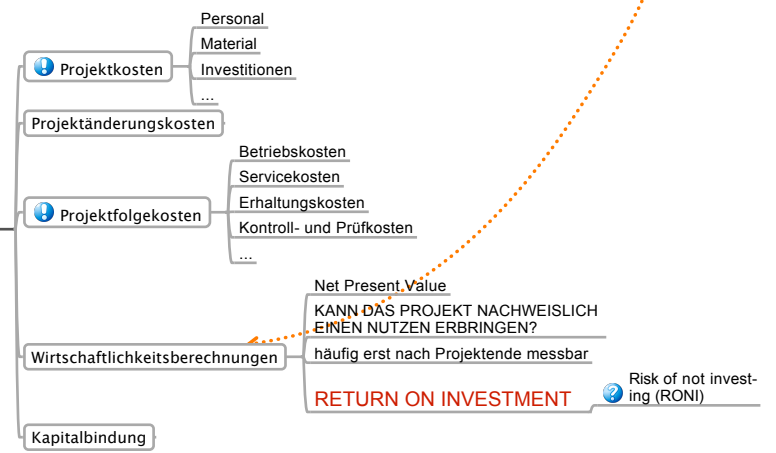 Projektkosten
Personal
Material
Investitionen
...
Projektänderungskosten
Projektfolgekosten
Betriebskosten
Servicekosten
Erhaltungskosten
Kontroll- und Prüfkosten
...
Wirtschaftlichkeitsberechnungen
Net Present Value
KANN DAS PROJEKT NACHWEISLICH
EINEN NUTZEN ERBRINGEN?
häufig erst nach Projektende messbar
RETURN ON INVESTMENT
Risk of not invest-
ing (RONI)
Kapitalbindung